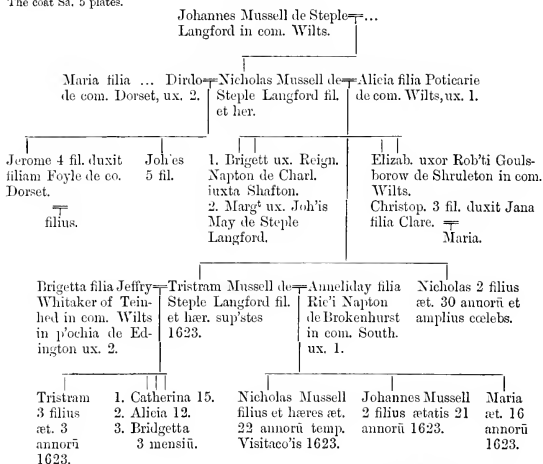 The coat Sa. 5 plates.
Johannes Mussell de Steple ...
Langford in com. Wilts.
Maria filia ... Dirdo
de com. Dorset, ux. 2.
Nicholas Mussell de
Steple Langford fil.
et her.
Alicia filia Poticarie
de com. Wilts, ux. 1.
Jerome 4 fil. duxit
filiam Foyle de co.
Dorset.
filius.
Joh'es
5 fil.
1. Brigett ux. Reign.
Napton de Charl.
iuxta Shafton.
2. Margᵗ ux. Joh'is
May de Steple
Langford.
Elizab. uxor Rob'ti Gouls-
borow de Shruleton in com.
Wilts.
Christop. 3 fil. duxit Jana
filia Clare.
Maria.
Brigetta filia Jeffry
Whitaker of Tein-
hed in com. Wilts
in p'ochia de Ed-
ington ux. 2.
Tristram Mussell de
Steple Langford fil.
et hær. sup'stes
1623.
Anneliday filia
Ric'i Napton
de Brokenhurst
in com. South.
ux. 1.
Nicholas 2 filius
æt. 30 annorū et
amplius cœlebs.
Tristram
3 filius
æt. 3
annorū
1623.
1. Catherina 15.
2. Alicia 12.
3. Bridgetta
3 mensiū.
Nicholas Mussell
filius et hæres æt.
22 annorū temp.
Visitaco'is 1623.
Johannes Mussell
2 filius ætatis 21
annorū 1623.
Maria
æt. 16
annorū
1623.